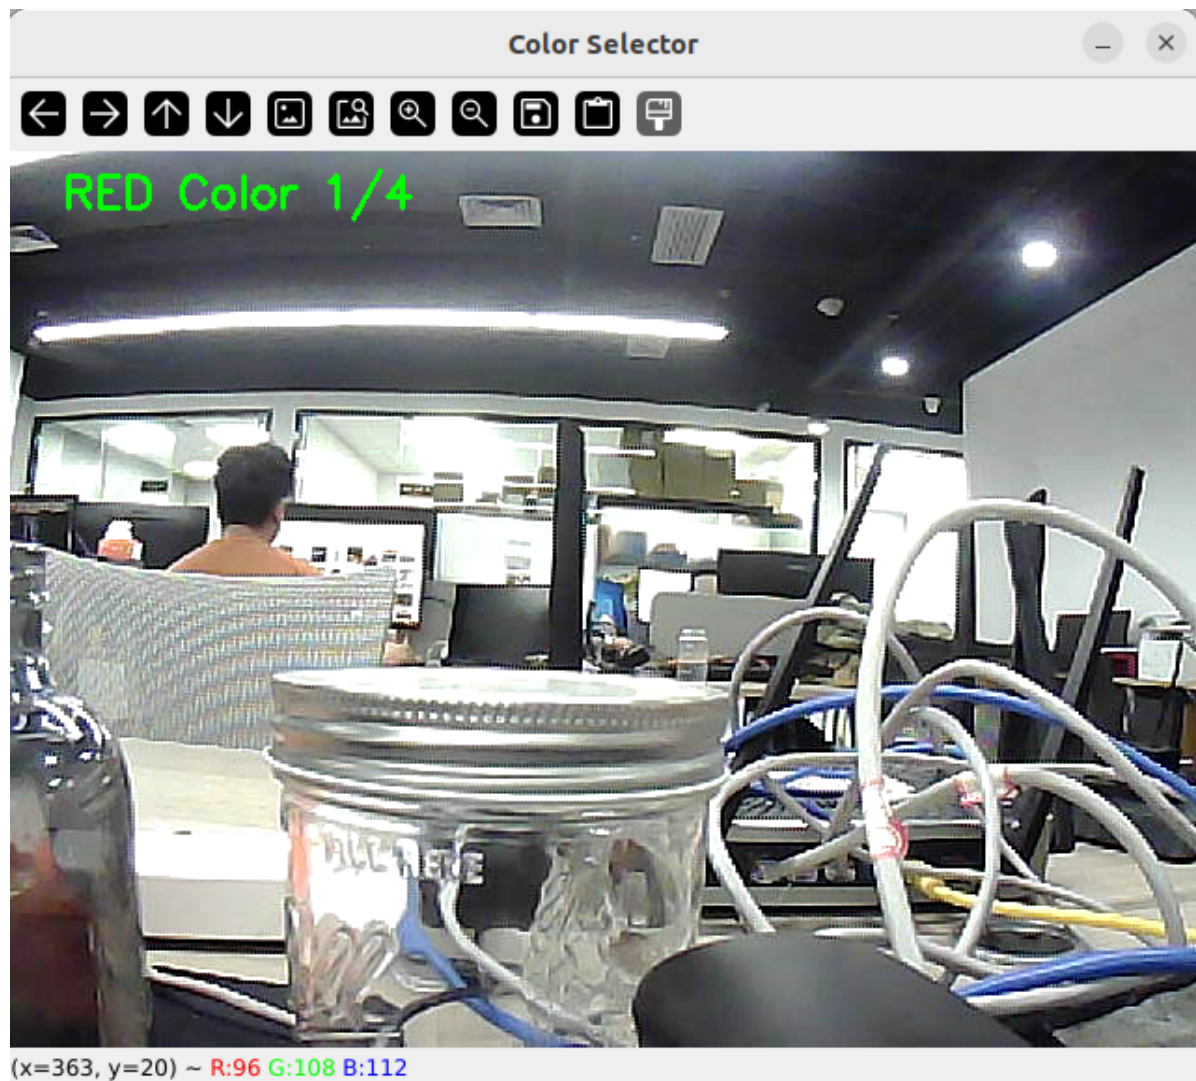 Color Selector
RED Color 1/4
(x=363, y=20) ~ R:96 G:108 B:112